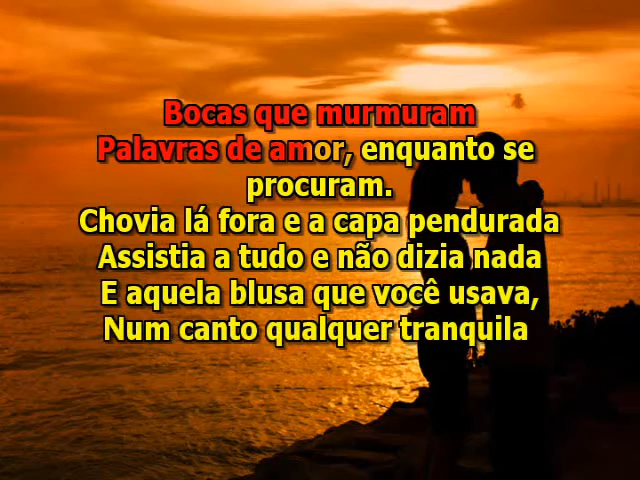 Bocas que murmuram
Palavras de amor, enquanto se
procuram.
Chovia lá fora e a capa pendurada
Assistia a tudo e não dizia nada
E aquela blusa que você usava,
Num canto qualquer tranquila